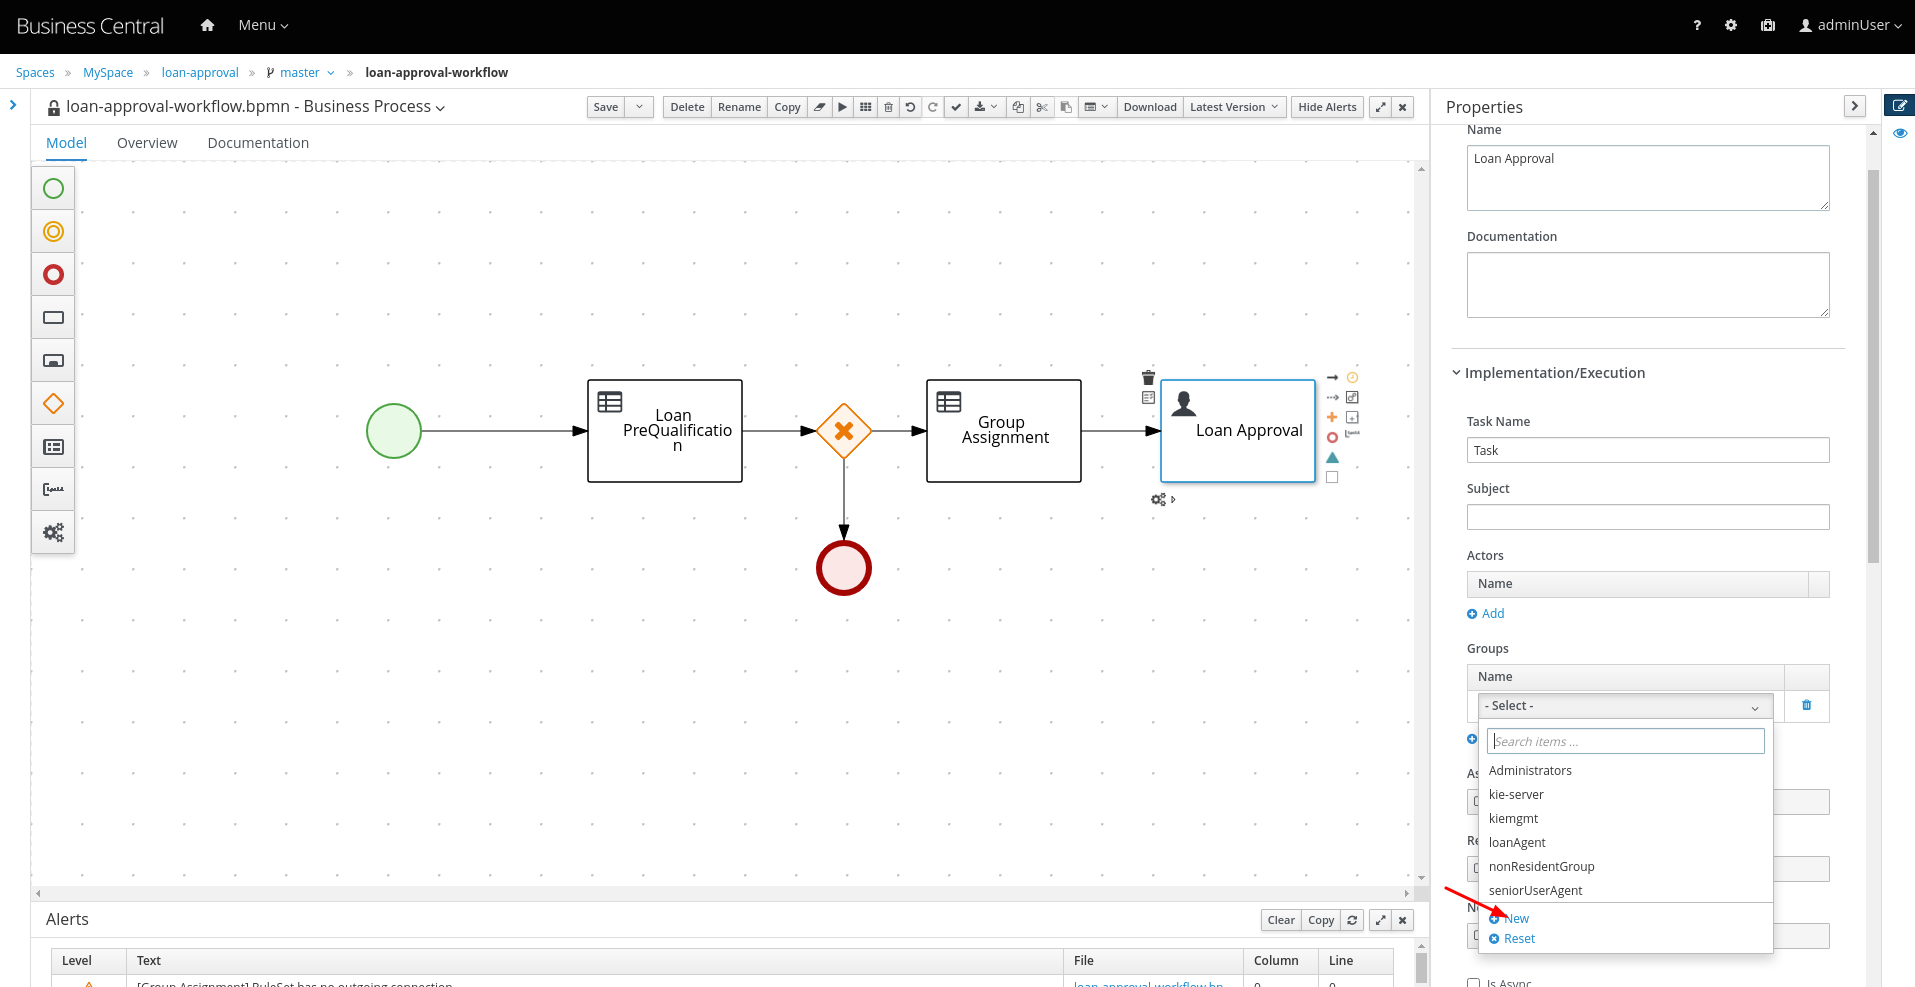 Business Central
Menu
?
adminUser
Spaces » MySpace » loan-approval » master » loan-approval-workflow
loan-approval-workflow.bpmn - Business Process
Save
Delete
Rename
Copy
Download
Latest Version
Hide Alerts
Properties
Model
Overview
Documentation
Name
Loan Approval
Documentation
Implementation/Execution
Loan
PreQualificatio
n
Group
Assignment
Loan Approval
Task Name
Task
Subject
Actors
Name
Add
Groups
Name
- Select -
Search items ...
Administrators
kie-server
kiemgmt
loanAgent
nonResidentGroup
seniorUserAgent
New
Reset
As
Re
No
Is Async
Alerts
Clear
Copy
Level
Text
File
Column
Line
[Group Assignment] RuleSet has no outgoing connection
loan-approval-workflow.bp...
0
0